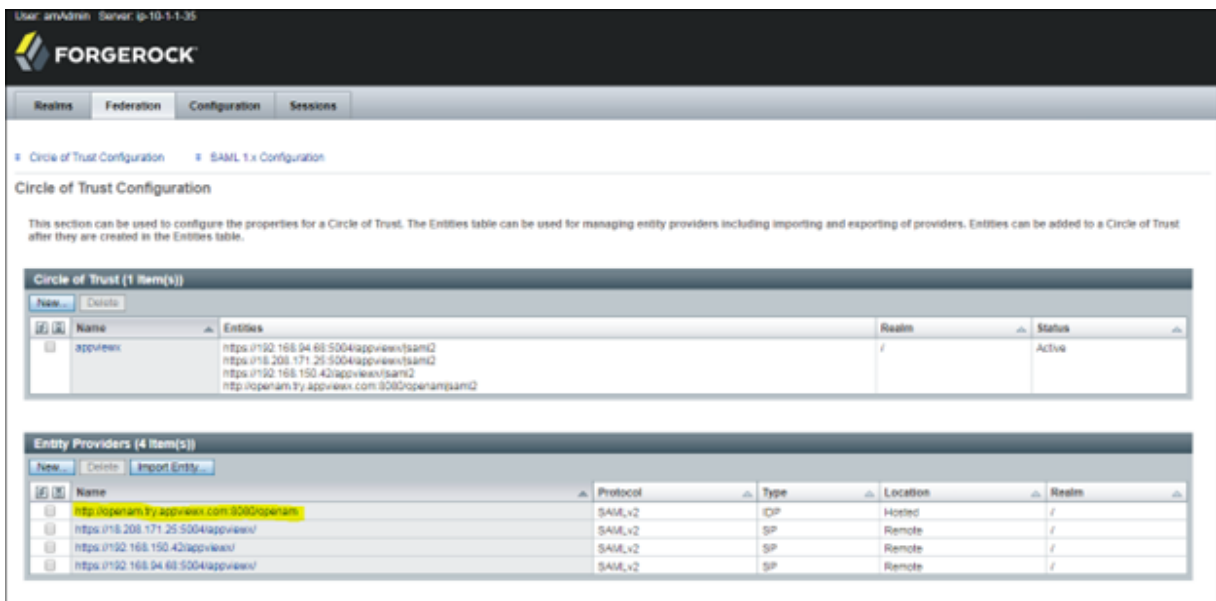 User: amAdmin Server: ip-10-1-1-35
FORGEROCK
Realms Federation Configuration Sessions
Circle of Trust Configuration SAML 1.x Configuration
Circle of Trust Configuration
This section can be used to configure the properties for a Circle of Trust. The Entities table can be used for managing entity providers including importing and exporting of providers. Entities can be added to a Circle of Trust
after they are created in the Entities table.
Circle of Trust (1 Item(s))
New... Delete
Name Entities Realm Status
appviewx https://192.168.94.68:5004/appviewx/|saml2 / Active
https://18.208.171.25:5004/appviewx/|saml2
https://192.168.150.42/appviewx/|saml2
http://openam.try.appviewx.com:8080/openam|saml2
Entity Providers (4 Item(s))
New... Delete Import Entity...
Name Protocol Type Location Realm
http://openam.try.appviewx.com:8080/openam SAMLv2 IDP Hosted /
https://18.208.171.25:5004/appviewx/ SAMLv2 SP Remote /
https://192.168.150.42/appviewx/ SAMLv2 SP Remote /
https://192.168.94.68:5004/appviewx/ SAMLv2 SP Remote /